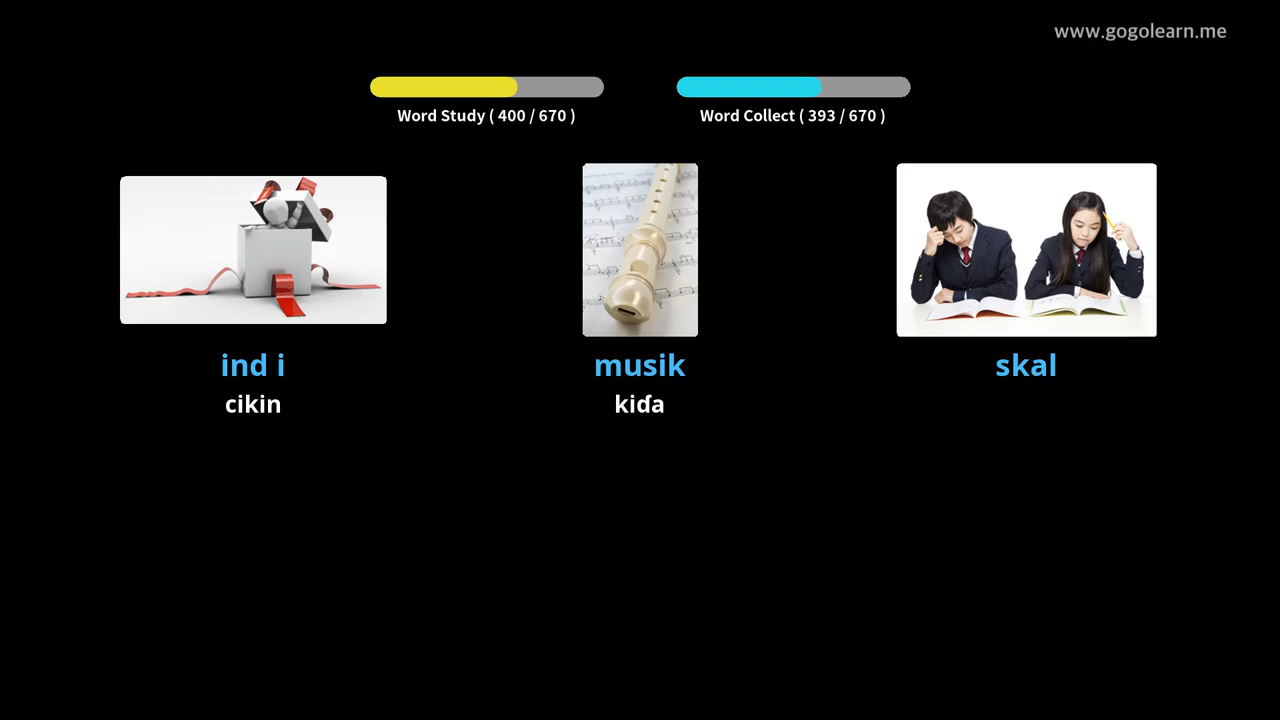 www.gogolearn.me
Word Study ( 400 / 670 )
Word Collect ( 393 / 670 )
ind i
musik
skal
cikin
kiɗa